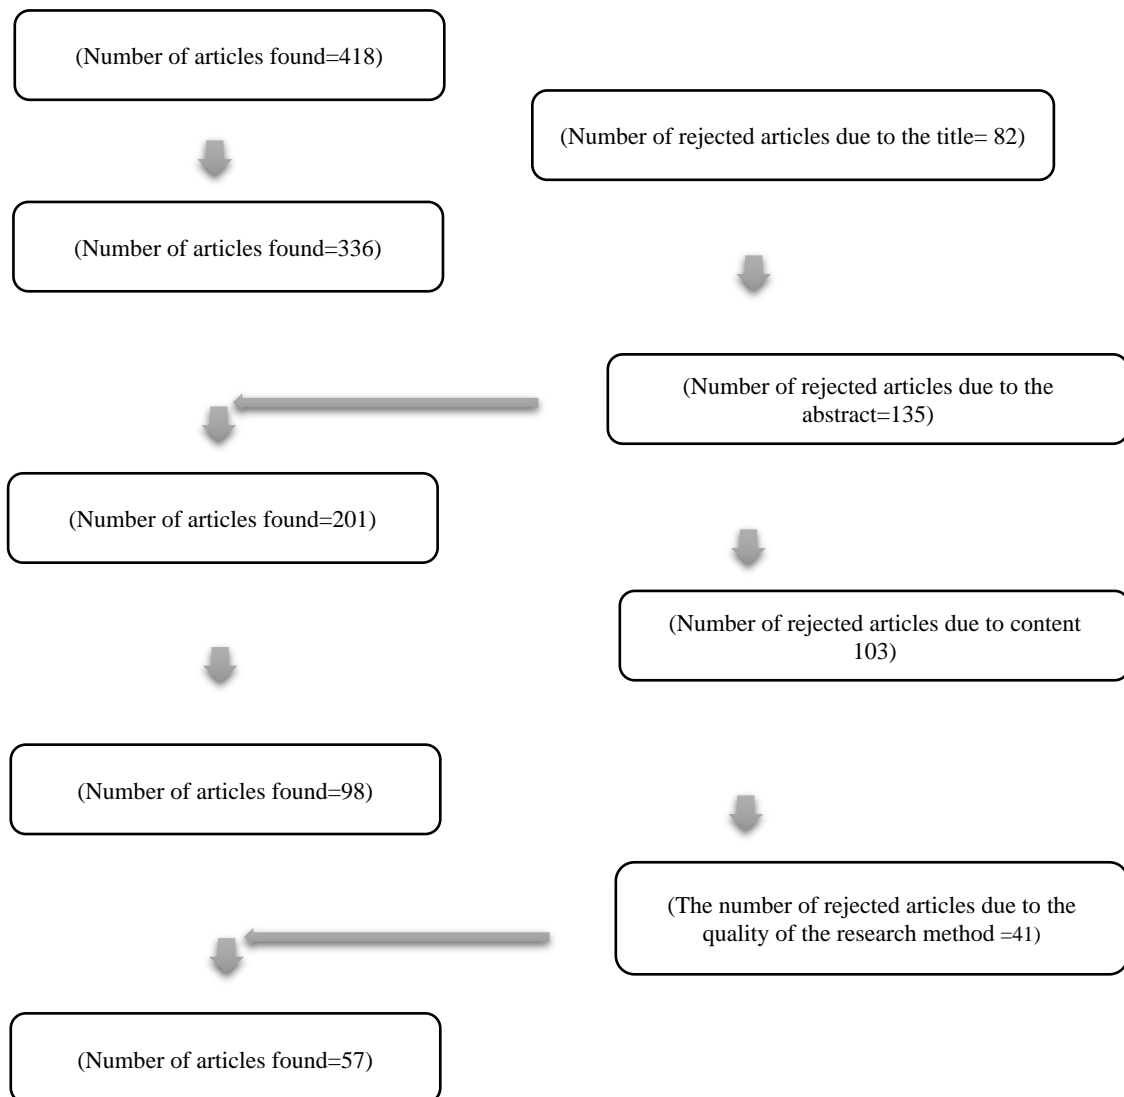 (Number of articles found=418)
(Number of rejected articles due to the title= 82)
(Number of articles found=336)
(Number of rejected articles due to the
abstract=135)
(Number of articles found=201)
(Number of rejected articles due to content
103)
(Number of articles found=98)
(The number of rejected articles due to the
quality of the research method =41)
(Number of articles found=57)